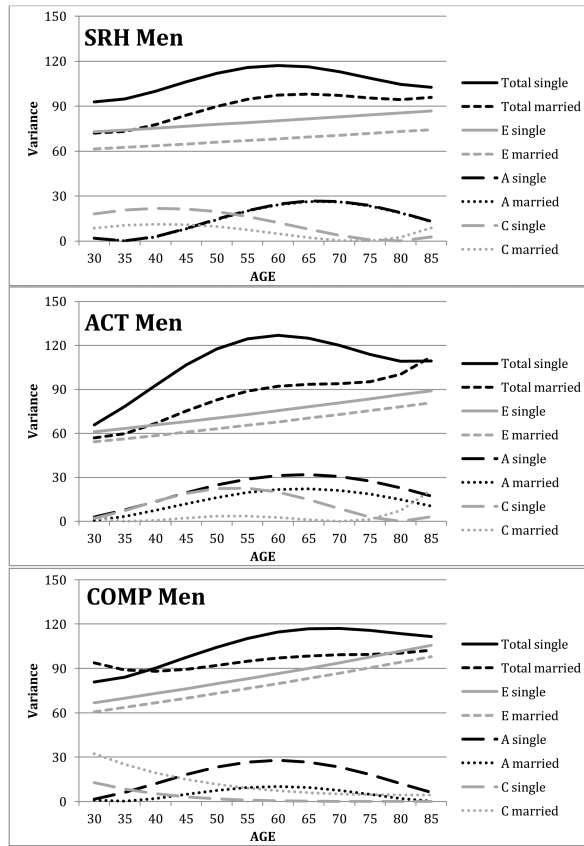 SRH Men
150
120
90
60
30
0
Variance
30 35 40 45 50 55 60 65 70 75 80 85
AGE
Total single
Total married
E single
E married
A single
A married
C single
C married
ACT Men
150
120
90
60
30
0
Variance
30 35 40 45 50 55 60 65 70 75 80 85
AGE
Total single
Total married
E single
E married
A single
A married
C single
C married
COMP Men
150
120
90
60
30
0
Variance
30 35 40 45 50 55 60 65 70 75 80 85
AGE
Total single
Total married
E single
E married
A single
A married
C single
C married